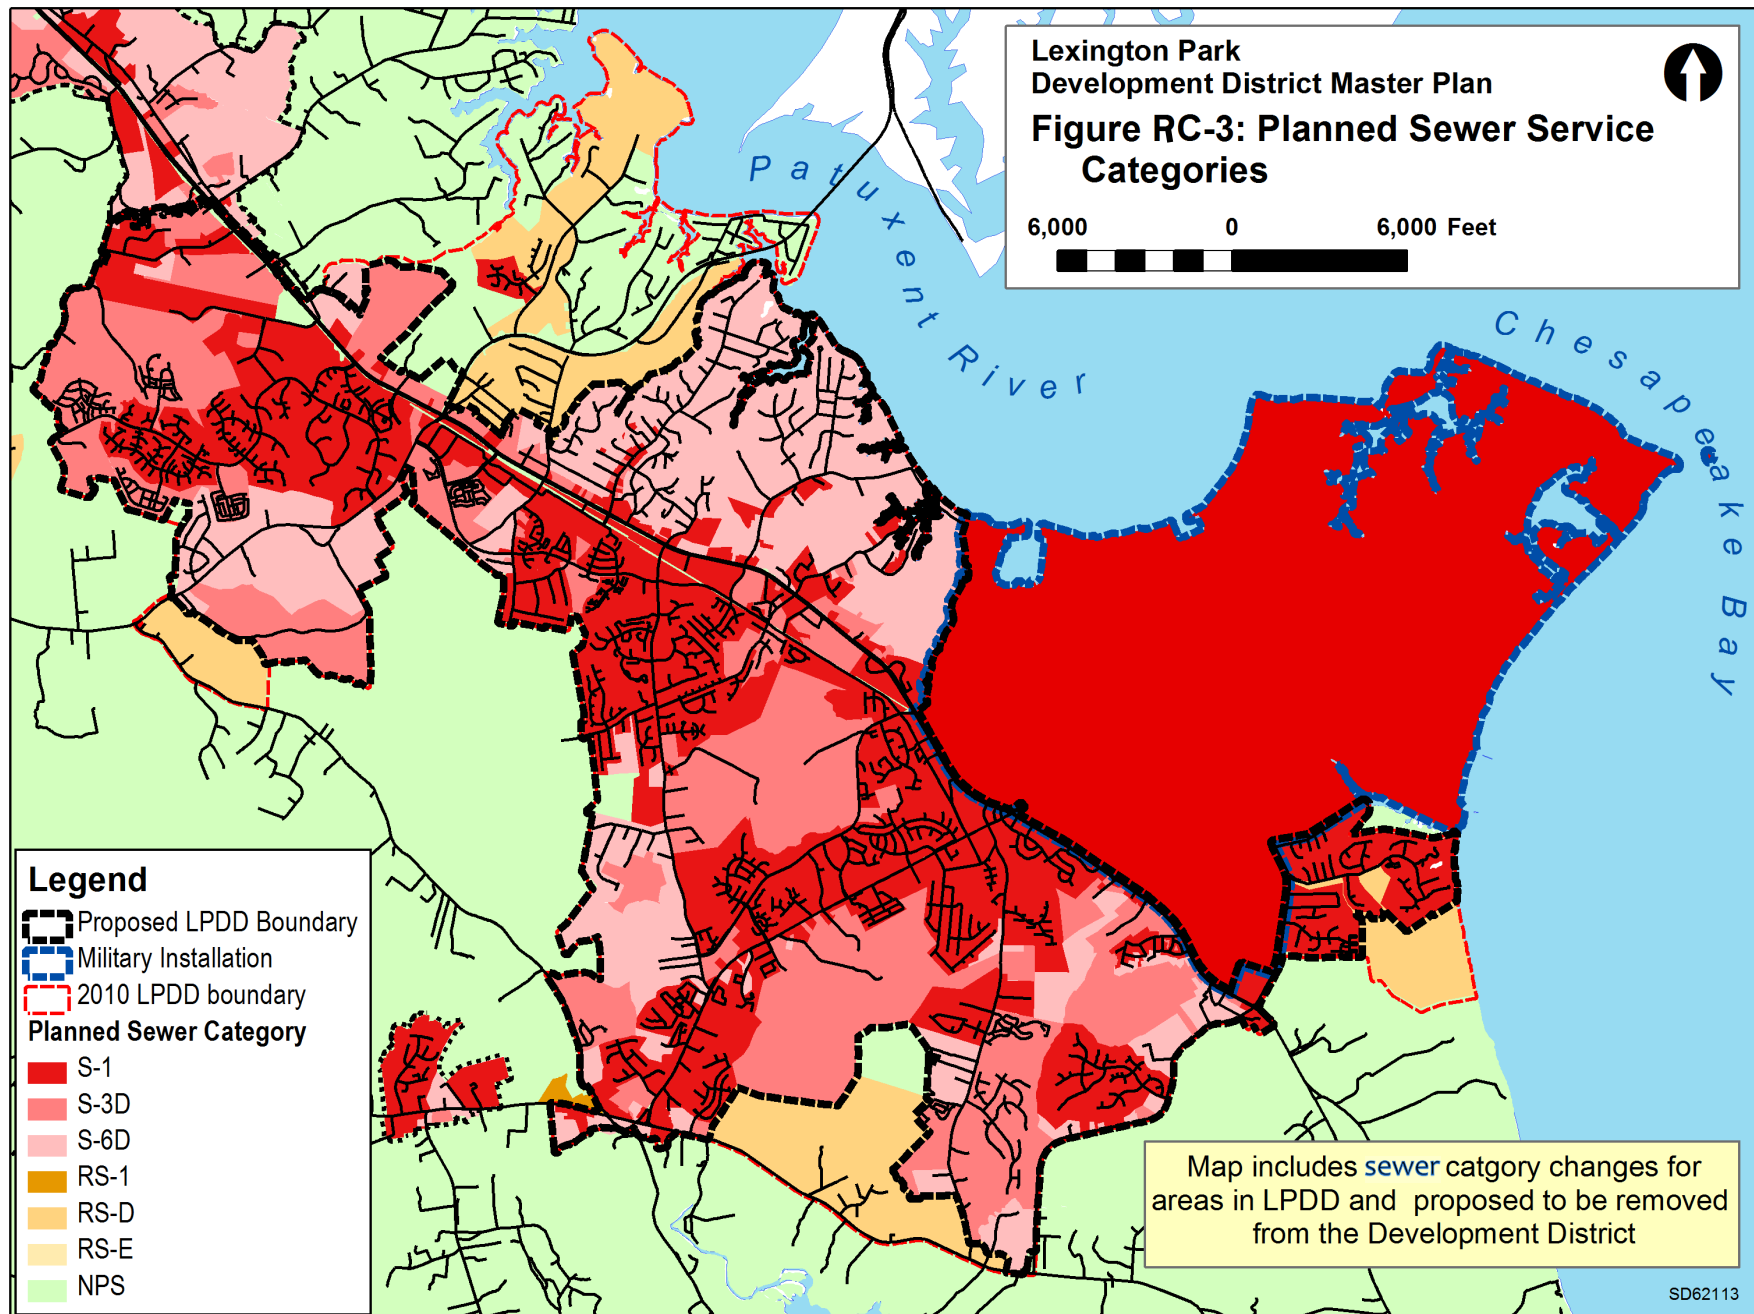 Lexington Park
Development District Master Plan
Figure RC-3: Planned Sewer Service
Categories
6,000 0 6,000 Feet
Patuxent River
Chesapeake Bay
Legend
Proposed LPDD Boundary
Military Installation
2010 LPDD boundary
Planned Sewer Category
S-1
S-3D
S-6D
RS-1
RS-D
RS-E
NPS
Map includes sewer catgory changes for
areas in LPDD and proposed to be removed
from the Development District
SD62113